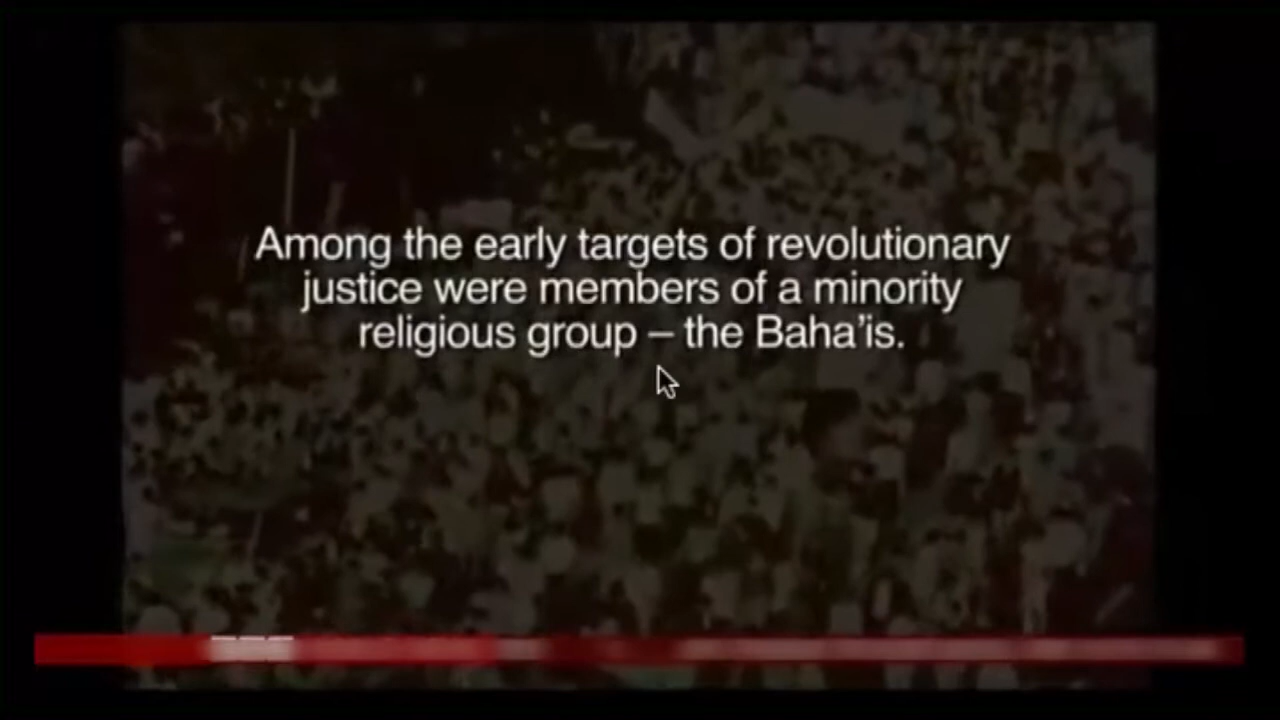 Among the early targets of revolutionary
justice were members of a minority
religious group – the Baha’is.